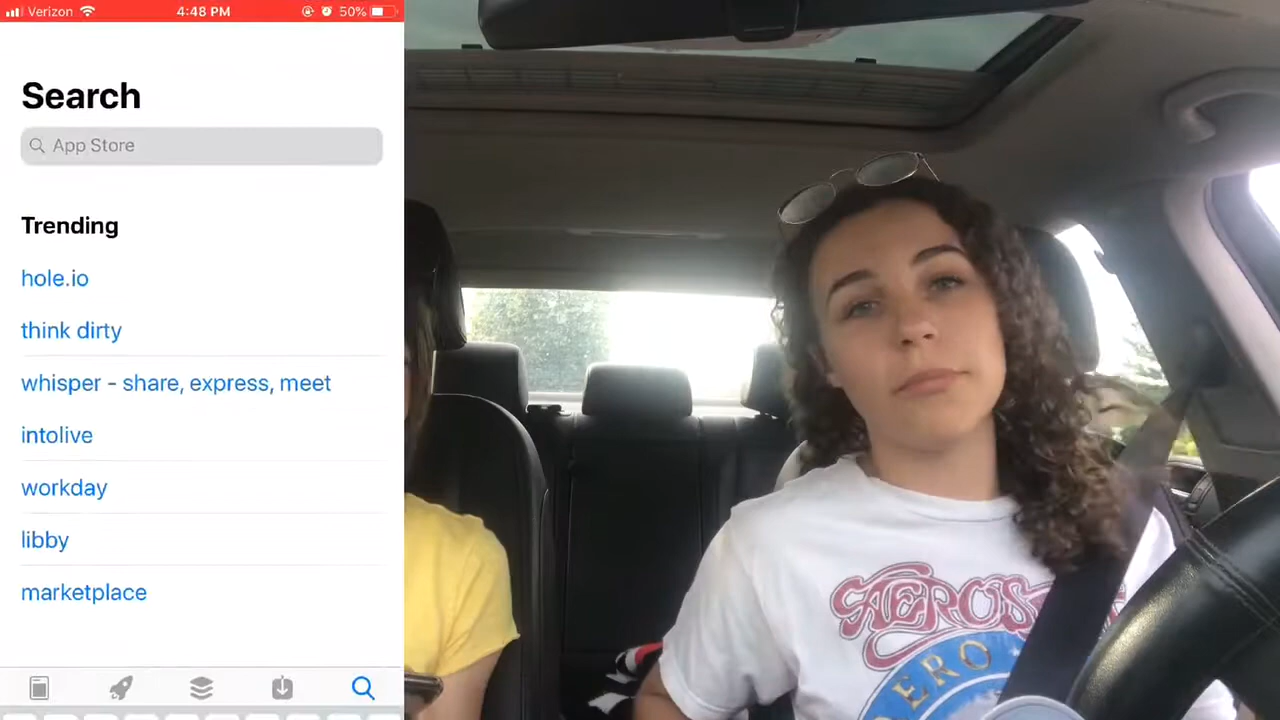 Verizon 4:48 PM 50%
Search
App Store
Trending
hole.io
think dirty
whisper - share, express, meet
intolive
workday
libby
marketplace